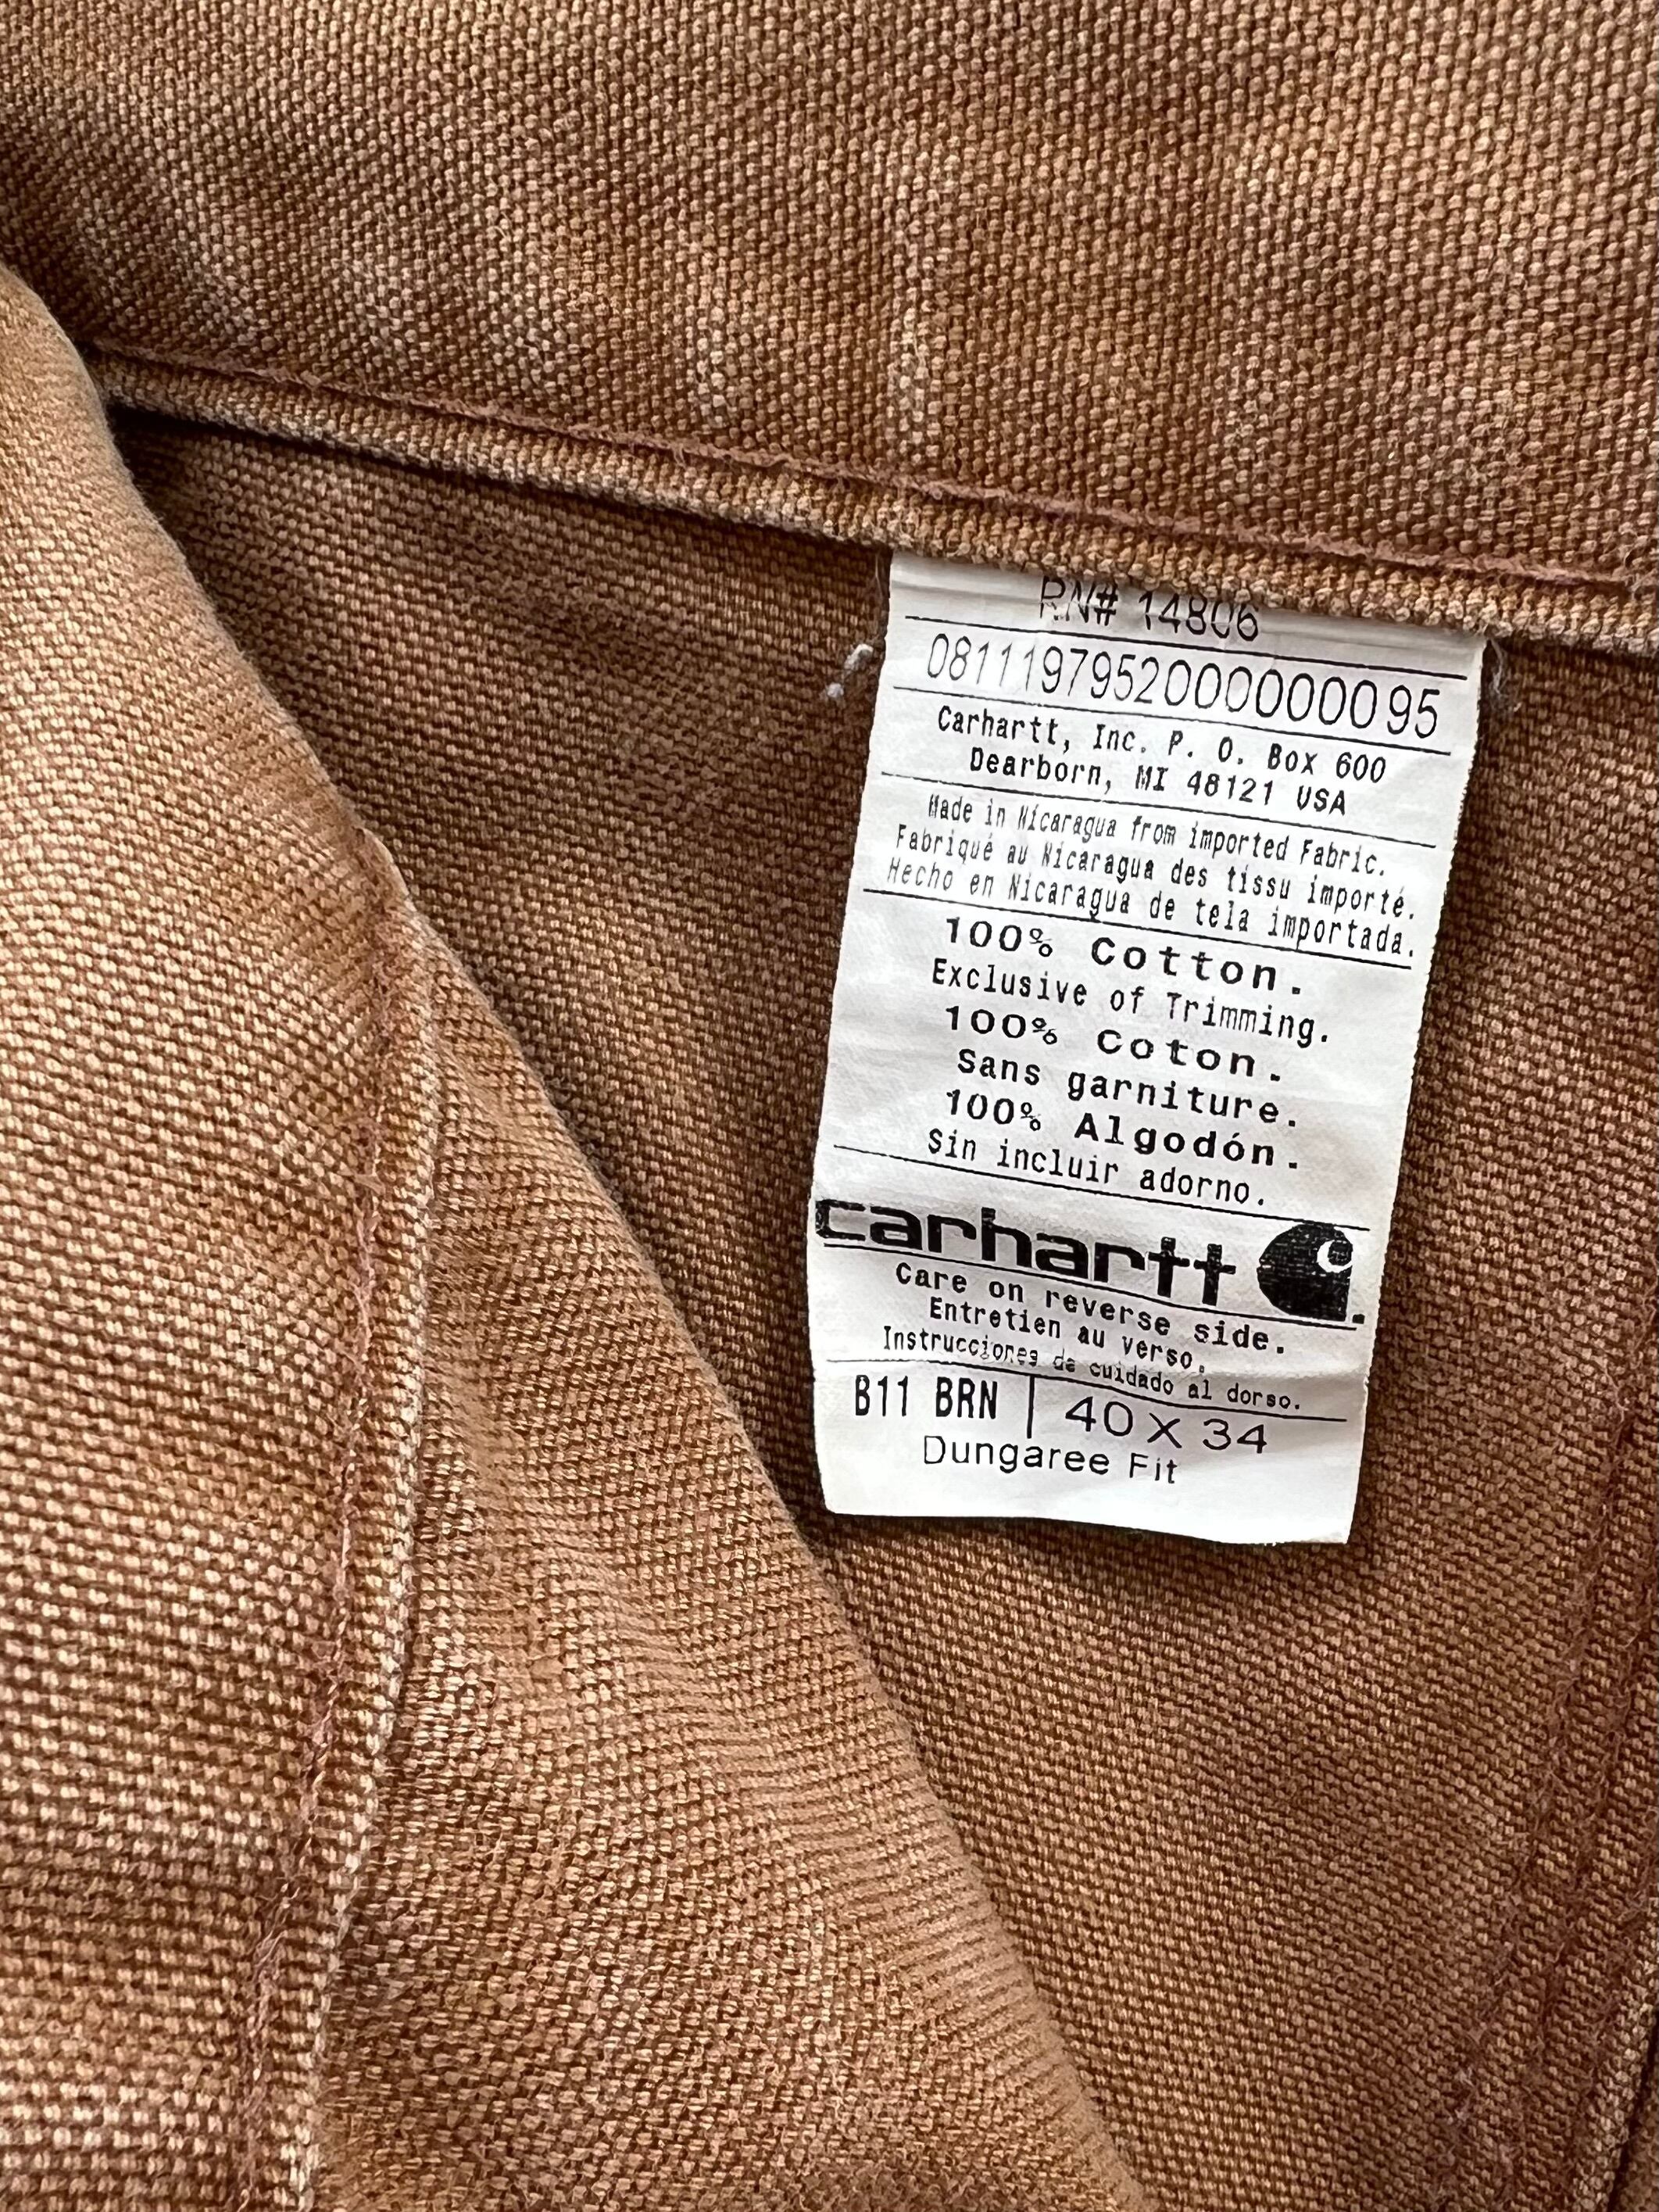 RN# 14806
08111979520000000095
Carhartt, Inc. P. O. Box 600
Dearborn, MI 48121 USA
Made in Nicaragua from imported Fabric.
Fabriqué au Nicaragua des tissu importé.
Hecho en Nicaragua de tela importada.
100% Cotton.
Exclusive of Trimming.
100% Coton.
Sans garniture.
100% Algodón.
Sin incluir adorno.
carhartt
Care on reverse side.
Entretien au verso.
Instrucciones de cuidado al dorso.
B11 BRN | 40 X 34
Dungaree Fit